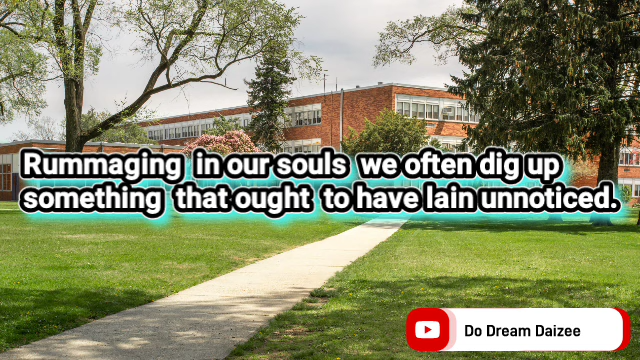 Rummaging in our souls we often dig up
something that ought to have lain unnoticed.
Do Dream Daizee